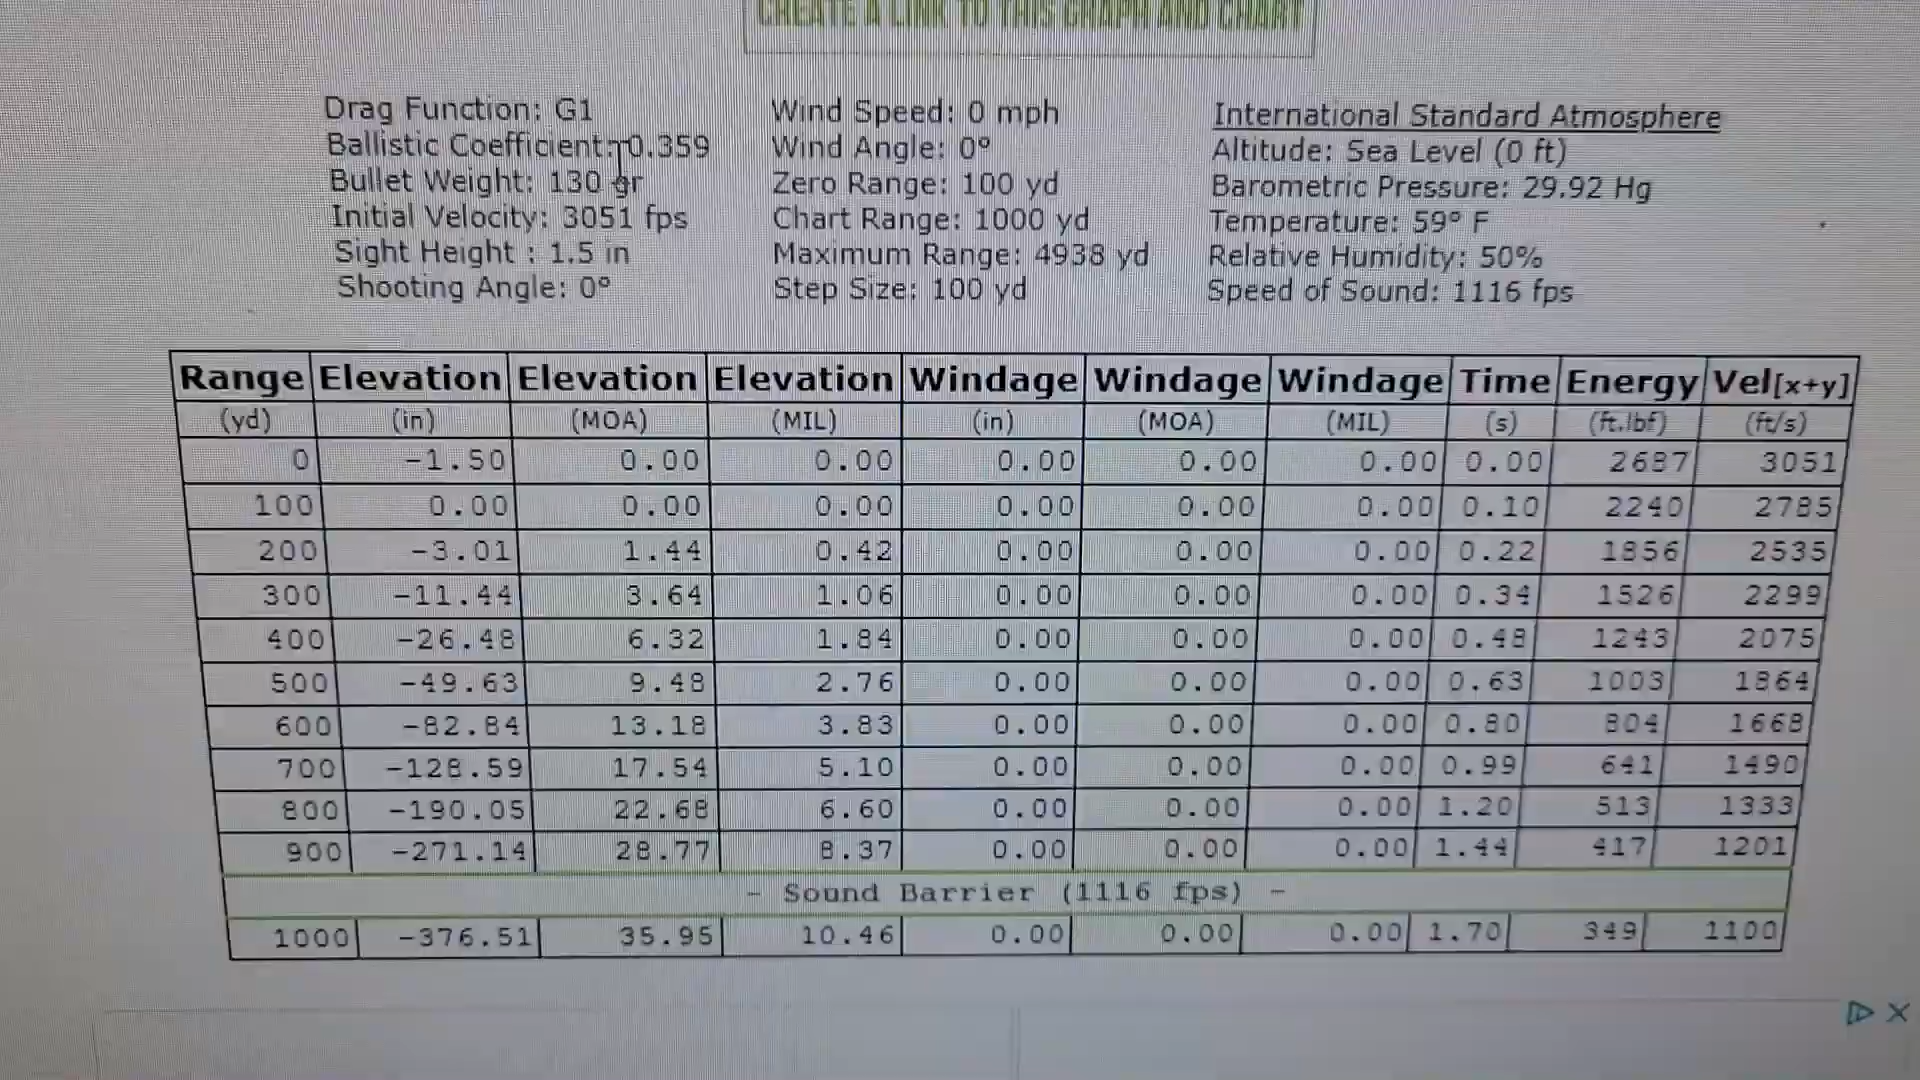 CREATE A LINK TO THIS GRAPH AND CHART
Drag Function: G1
Ballistic Coefficient: 0.359
Bullet Weight: 130 gr
Initial Velocity: 3051 fps
Sight Height : 1.5 in
Shooting Angle: 0°
Wind Speed: 0 mph
Wind Angle: 0°
Zero Range: 100 yd
Chart Range: 1000 yd
Maximum Range: 4938 yd
Step Size: 100 yd
International Standard Atmosphere
Altitude: Sea Level (0 ft)
Barometric Pressure: 29.92 Hg
Temperature: 59° F
Relative Humidity: 50%
Speed of Sound: 1116 fps
Range Elevation Elevation Elevation Windage Windage Windage Time Energy Vel[x+y]
(yd) (in) (MOA) (MIL) (in) (MOA) (MIL) (s) (ft.lbf) (ft/s)
0 -1.50 0.00 0.00 0.00 0.00 0.00 0.00 2687 3051
100 0.00 0.00 0.00 0.00 0.00 0.00 0.10 2240 2785
200 -3.01 1.44 0.42 0.00 0.00 0.00 0.22 1856 2535
300 -11.44 3.64 1.06 0.00 0.00 0.00 0.34 1526 2299
400 -26.48 6.32 1.84 0.00 0.00 0.00 0.48 1243 2075
500 -49.63 9.48 2.76 0.00 0.00 0.00 0.63 1003 1864
600 -82.84 13.18 3.83 0.00 0.00 0.00 0.80 804 1668
700 -128.59 17.54 5.10 0.00 0.00 0.00 0.99 641 1490
800 -190.05 22.68 6.60 0.00 0.00 0.00 1.20 513 1333
900 -271.14 28.77 8.37 0.00 0.00 0.00 1.44 417 1201
- Sound Barrier (1116 fps) -
1000 -376.51 35.95 10.46 0.00 0.00 0.00 1.70 349 1100